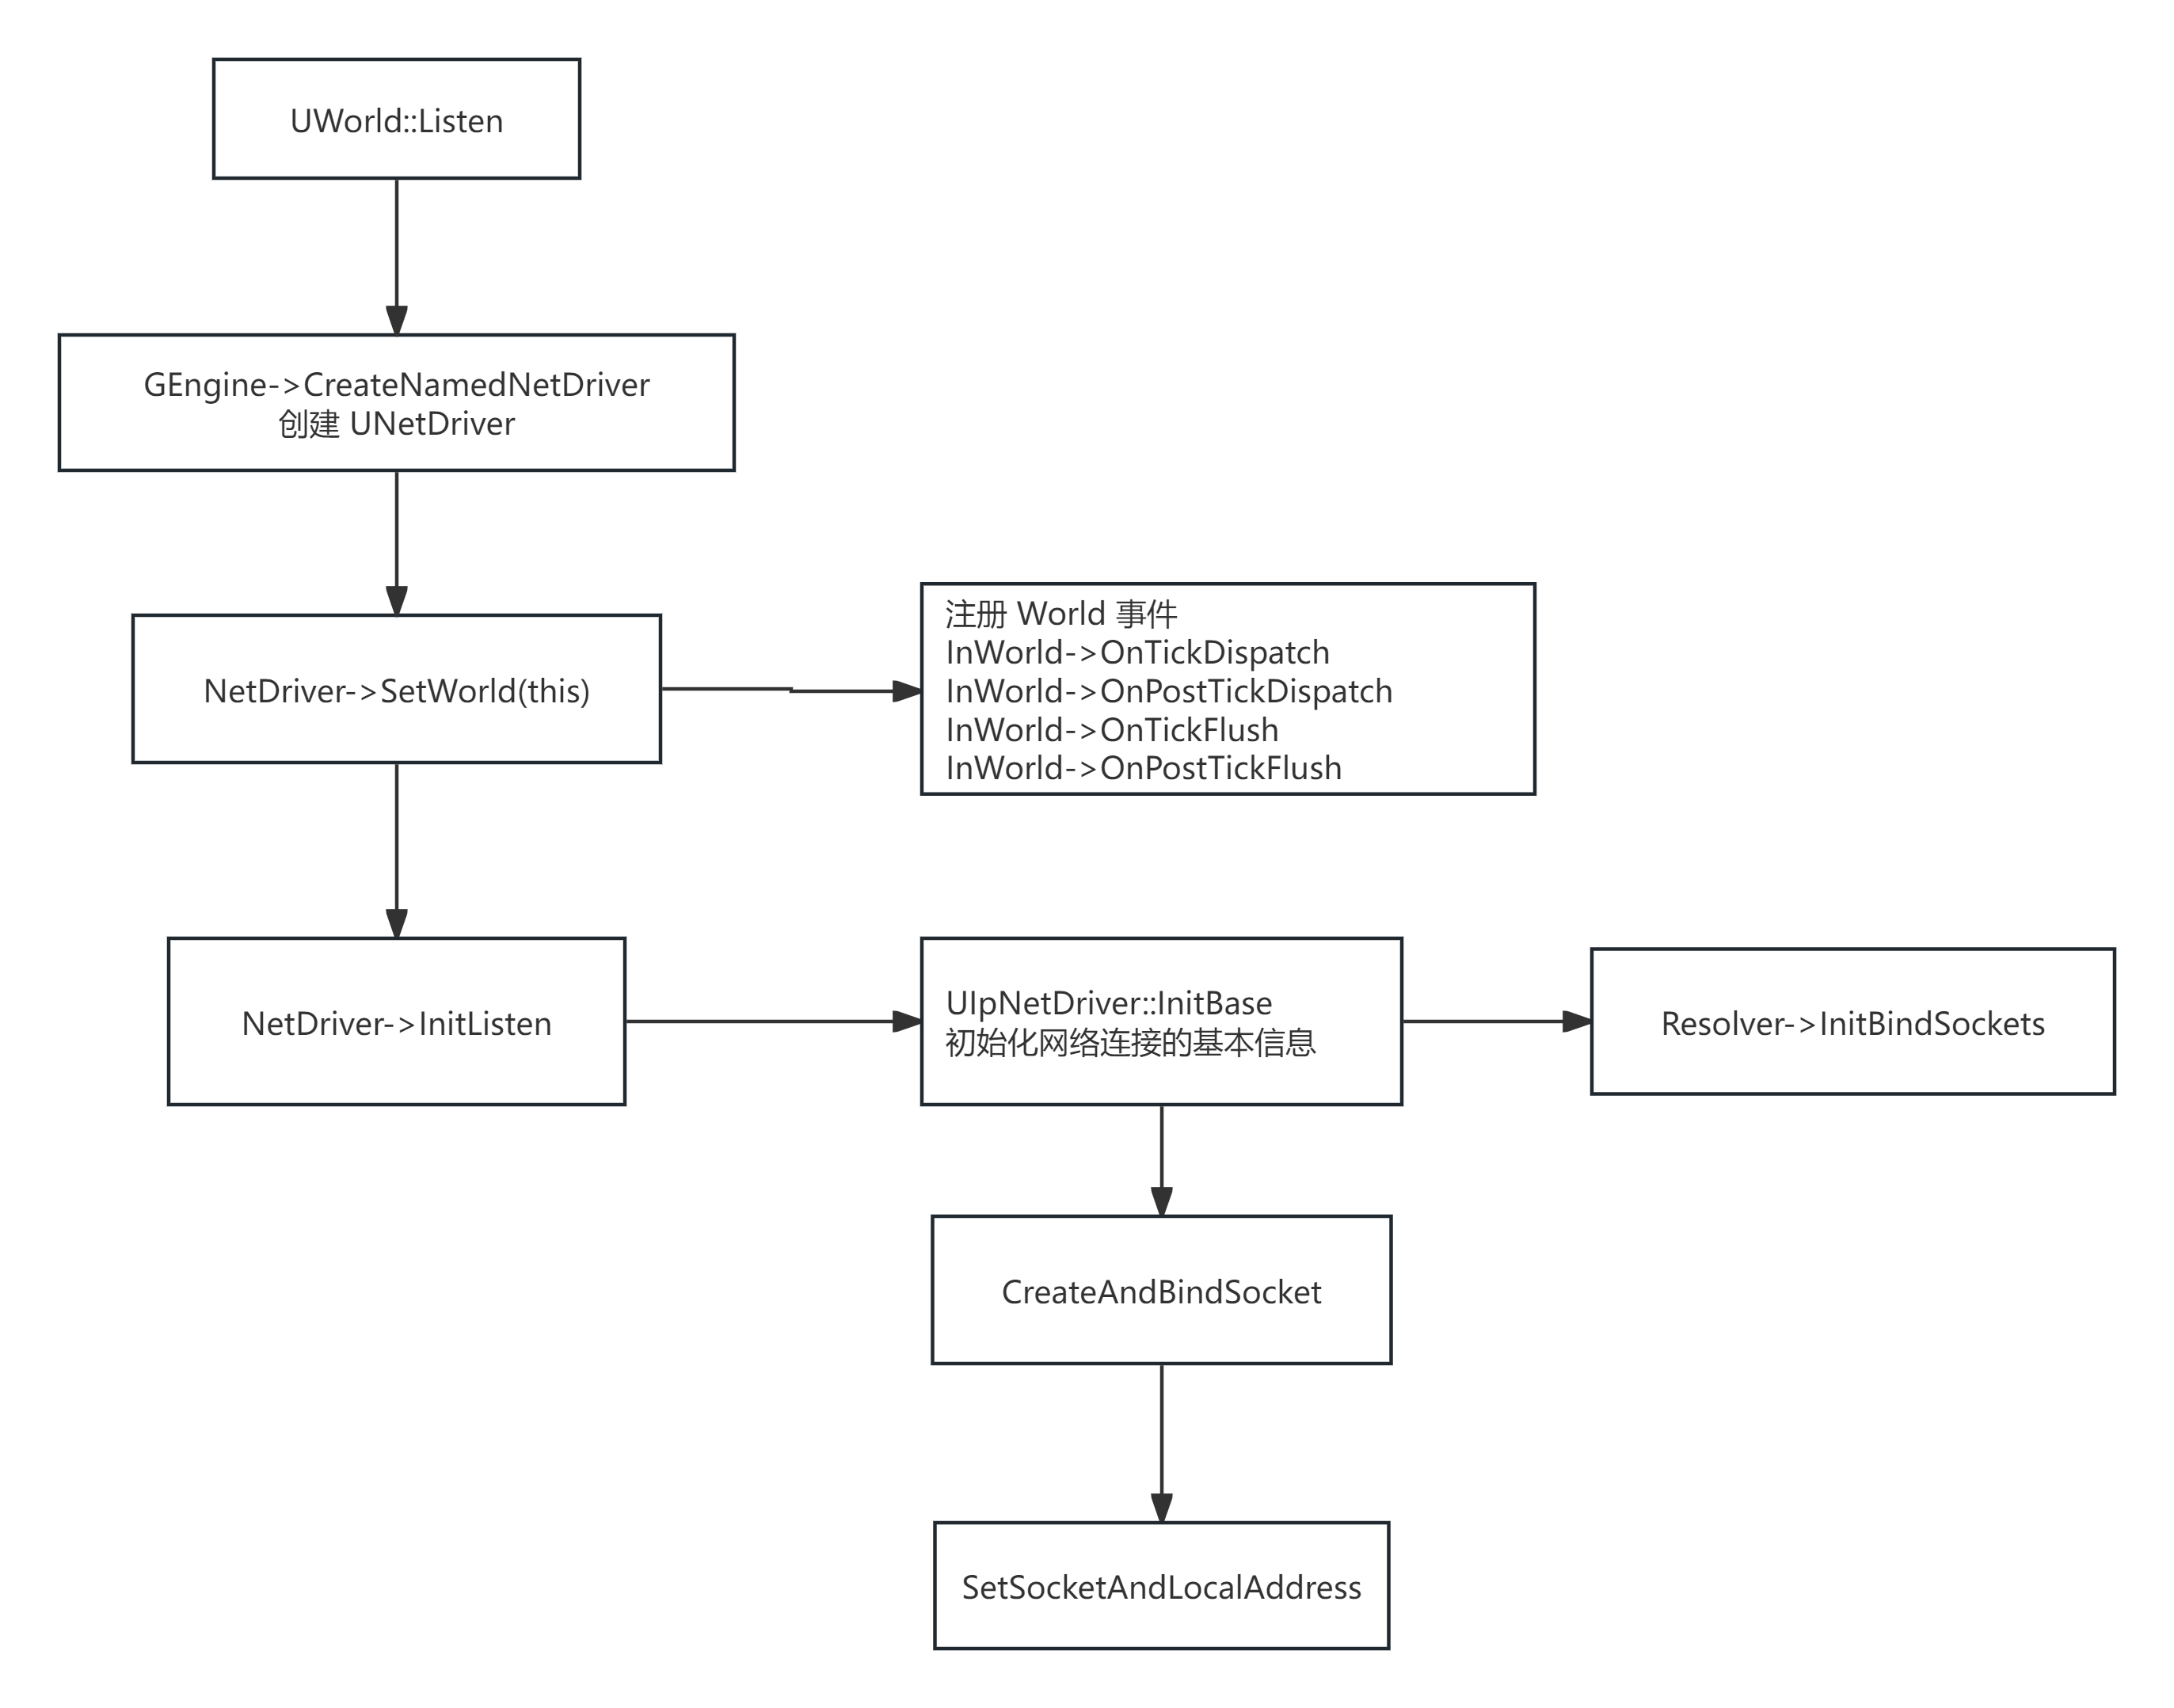 UWorld::Listen
GEngine->CreateNamedNetDriver
创建 UNetDriver
NetDriver->SetWorld(this)
注册 World 事件
InWorld->OnTickDispatch
InWorld->OnPostTickDispatch
InWorld->OnTickFlush
InWorld->OnPostTickFlush
NetDriver->InitListen
UIpNetDriver::InitBase
初始化网络连接的基本信息
Resolver->InitBindSockets
CreateAndBindSocket
SetSocketAndLocalAddress